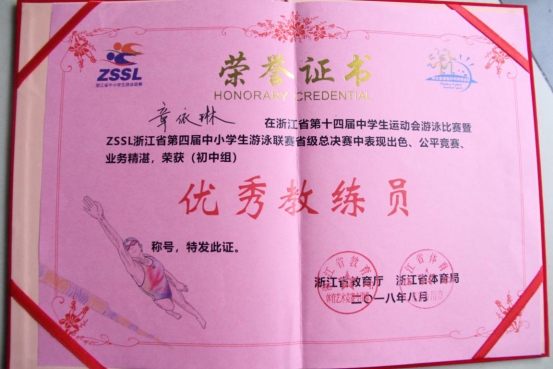 ZSSL
浙江省中小学生游泳联赛
荣誉证书
HONORARY CREDENTIAL
章依琳 在浙江省第十四届中学生运动会游泳比赛暨
ZSSL浙江省第四届中小学生游泳联赛省级总决赛中表现出色、公平竞赛、
业务精湛，荣获（初中组）
优秀教练员
称号，特发此证。
浙江省教育厅 浙江省体育局
二〇一八年八月